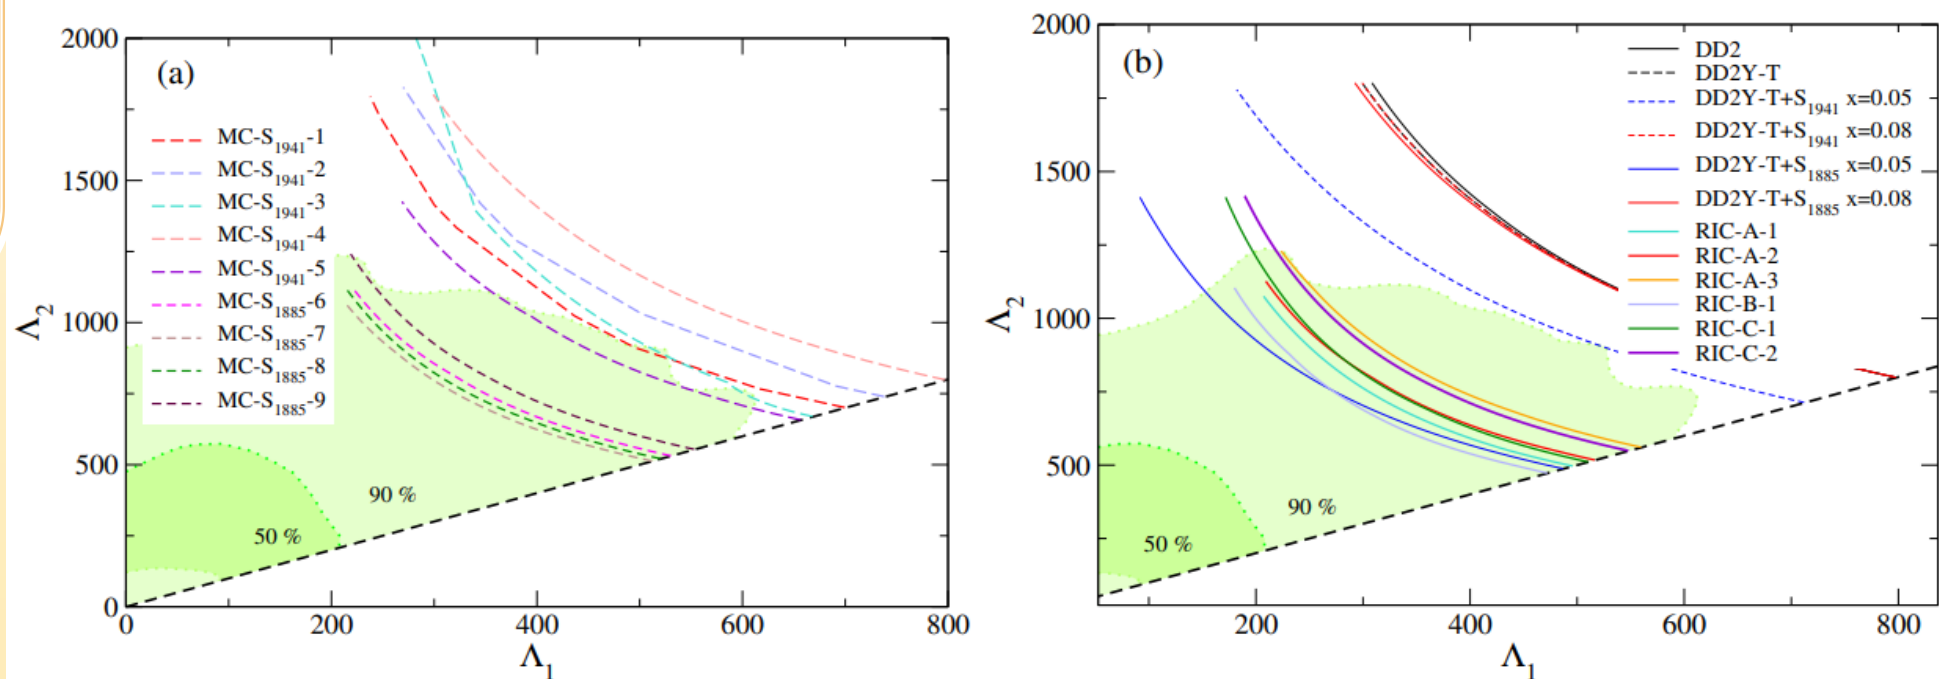 (a)
2000
1500
1000
500
0
Λ2
MC-S1941-1
MC-S1941-2
MC-S1941-3
MC-S1941-4
MC-S1941-5
MC-S1885-6
MC-S1885-7
MC-S1885-8
MC-S1885-9
90 %
50 %
0 200 400 600 800
Λ1
(b)
2000
1500
1000
500
Λ2
DD2
DD2Y-T
DD2Y-T+S1941 x=0.05
DD2Y-T+S1941 x=0.08
DD2Y-T+S1885 x=0.05
DD2Y-T+S1885 x=0.08
RIC-A-1
RIC-A-2
RIC-A-3
RIC-B-1
RIC-C-1
RIC-C-2
90 %
50 %
200 400 600 800
Λ1